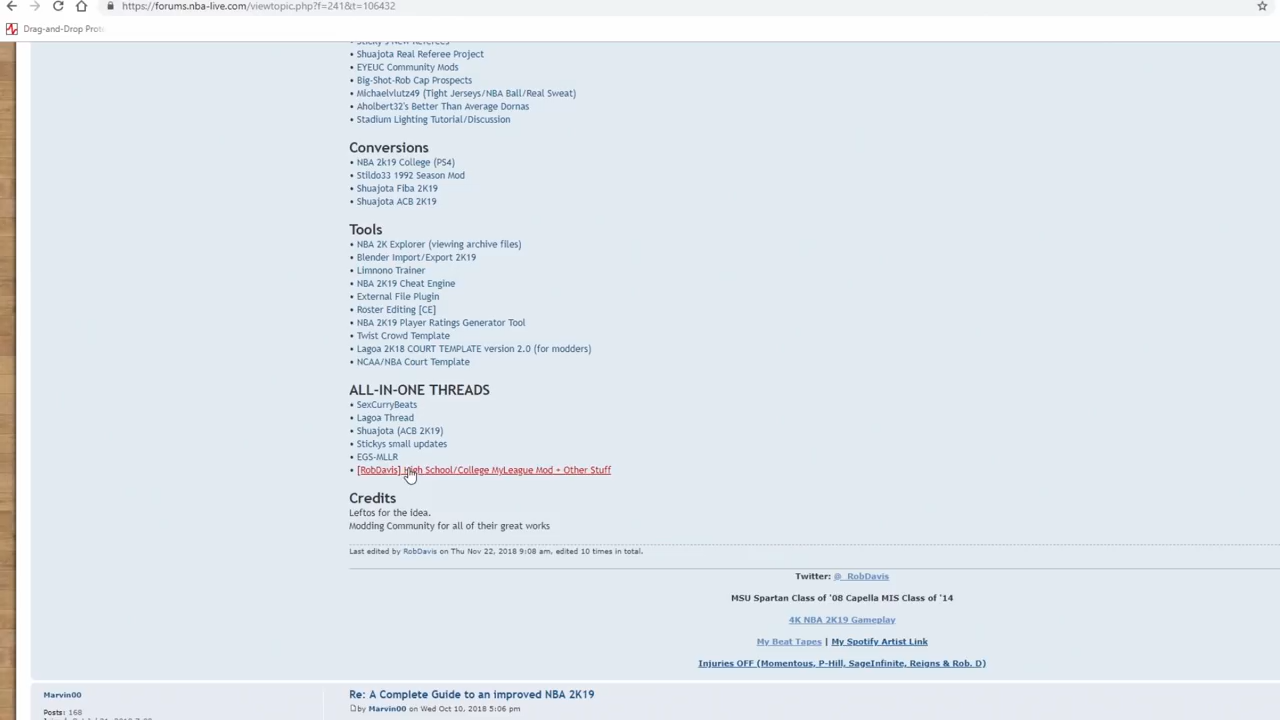 https://forums.nba-live.com/viewtopic.php?f=241&t=106432
Drag-and-Drop Prot
Sticky's New Referees
• Shuajota Real Referee Project
• EYEUC Community Mods
• Big-Shot-Rob Cap Prospects
• Michaelvlutz49 (Tight Jerseys/NBA Ball/Real Sweat)
• Aholbert32's Better Than Average Dornas
• Stadium Lighting Tutorial/Discussion
Conversions
• NBA 2k19 College (PS4)
• Stildo33 1992 Season Mod
• Shuajota Fiba 2K19
• Shuajota ACB 2K19
Tools
• NBA 2K Explorer (viewing archive files)
• Blender Import/Export 2K19
• Limnono Trainer
• NBA 2K19 Cheat Engine
• External File Plugin
• Roster Editing [CE]
• NBA 2K19 Player Ratings Generator Tool
• Twist Crowd Template
• Lagoa 2K18 COURT TEMPLATE version 2.0 (for modders)
• NCAA/NBA Court Template
ALL-IN-ONE THREADS
• SexCurryBeats
• Lagoa Thread
• Shuajota (ACB 2K19)
• Stickys small updates
• EGS-MLLR
• [RobDavis] High School/College MyLeague Mod + Other Stuff
Credits
Leftos for the idea.
Modding Community for all of their great works
Last edited by RobDavis on Thu Nov 22, 2018 9:08 am, edited 10 times in total.
Twitter: @_RobDavis
MSU Spartan Class of '08 Capella MIS Class of '14
4K NBA 2K19 Gameplay
My Beat Tapes | My Spotify Artist Link
Injuries OFF (Momentous, P-Hill, SageInfinite, Reigns & Rob. D)
Marvin00
Posts: 168
Re: A Complete Guide to an improved NBA 2K19
by Marvin00 on Wed Oct 10, 2018 5:06 pm